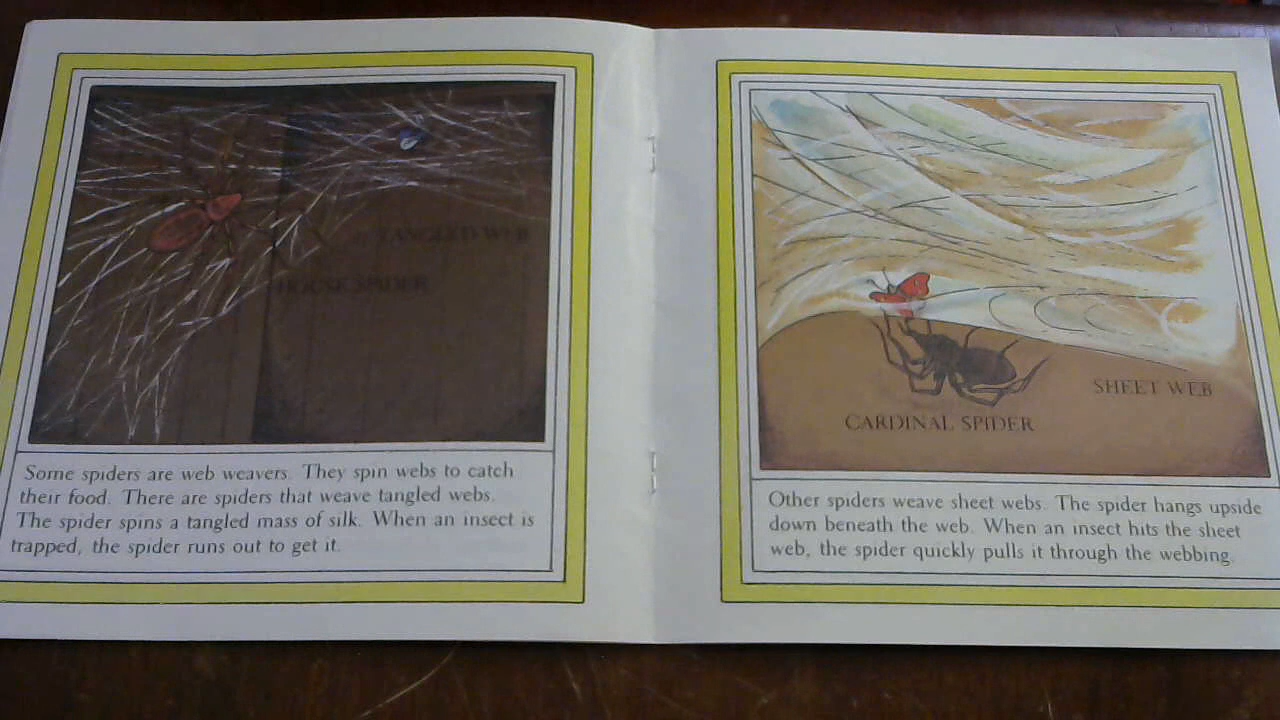 TANGLED WEB
HOUSE SPIDER
Some spiders are web weavers. They spin webs to catch
their food. There are spiders that weave tangled webs.
The spider spins a tangled mass of silk. When an insect is
trapped, the spider runs out to get it.
SHEET WEB
CARDINAL SPIDER
Other spiders weave sheet webs. The spider hangs upside
down beneath the web. When an insect hits the sheet
web, the spider quickly pulls it through the webbing.